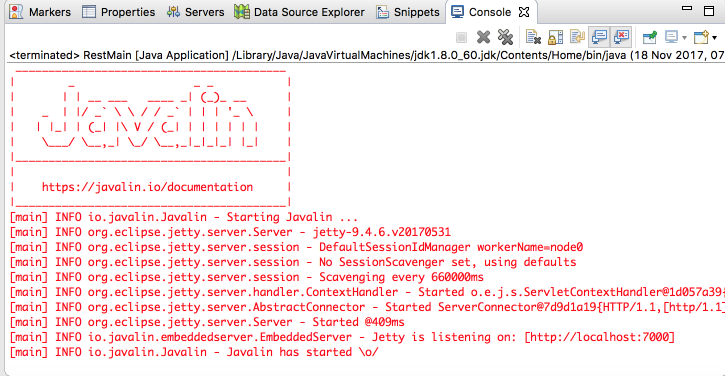 Markers Properties Servers Data Source Explorer Snippets Console
<terminated> RestMain [Java Application] /Library/Java/JavaVirtualMachines/jdk1.8.0_60.jdk/Contents/Home/bin/java (18 Nov 2017, 07
Javalin
https://javalin.io/documentation
[main] INFO io.javalin.Javalin - Starting Javalin ...
[main] INFO org.eclipse.jetty.server.Server - jetty-9.4.6.v20170531
[main] INFO org.eclipse.jetty.server.session - DefaultSessionIdManager workerName=node0
[main] INFO org.eclipse.jetty.server.session - No SessionScavenger set, using defaults
[main] INFO org.eclipse.jetty.server.session - Scavenging every 660000ms
[main] INFO org.eclipse.jetty.server.handler.ContextHandler - Started o.e.j.s.ServletContextHandler@1d057a39{
[main] INFO org.eclipse.jetty.server.AbstractConnector - Started ServerConnector@7d9d1a19{HTTP/1.1,[http/1.1]
[main] INFO org.eclipse.jetty.server.Server - Started @409ms
[main] INFO io.javalin.embeddedserver.EmbeddedServer - Jetty is listening on: [http://localhost:7000]
[main] INFO io.javalin.Javalin - Javalin has started \o/